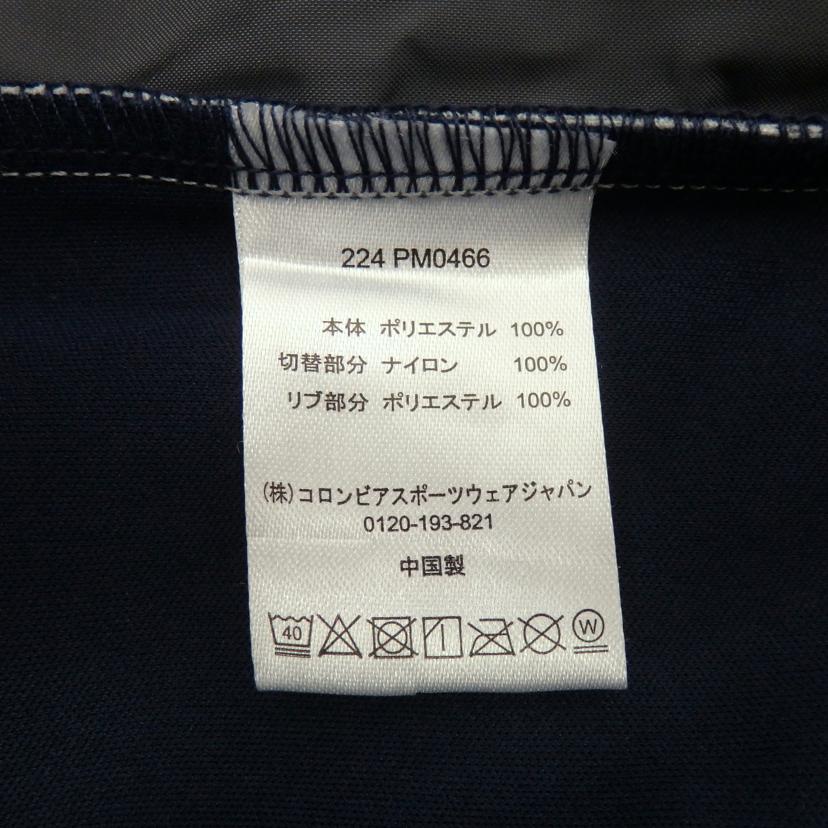 224 PM0466
本体 ポリエステル 100%
切替部分 ナイロン 100%
リブ部分 ポリエステル 100%
(株)コロンビアスポーツウェアジャパン
0120-193-821
中国製
40 W